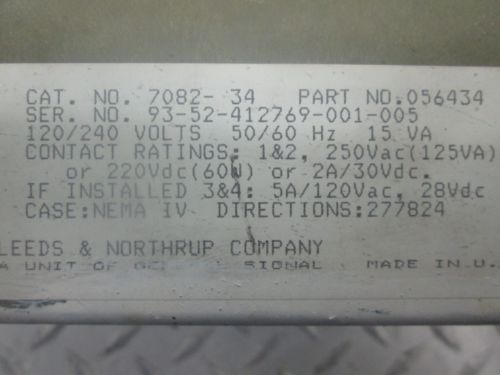 CAT. NO. 7082- 34 PART NO.056434
SER. NO. 93-52-412769-001-005
120/240 VOLTS 50/60 Hz 15 VA
CONTACT RATINGS: 1&2, 250Vac(125VA)
or 220Vdc(60W) or 2A/30Vdc.
IF INSTALLED 3&4: 5A/120Vac, 28Vdc
CASE:NEMA IV DIRECTIONS:277824
LEEDS & NORTHRUP COMPANY
A UNIT OF SIGNAL MADE IN U.